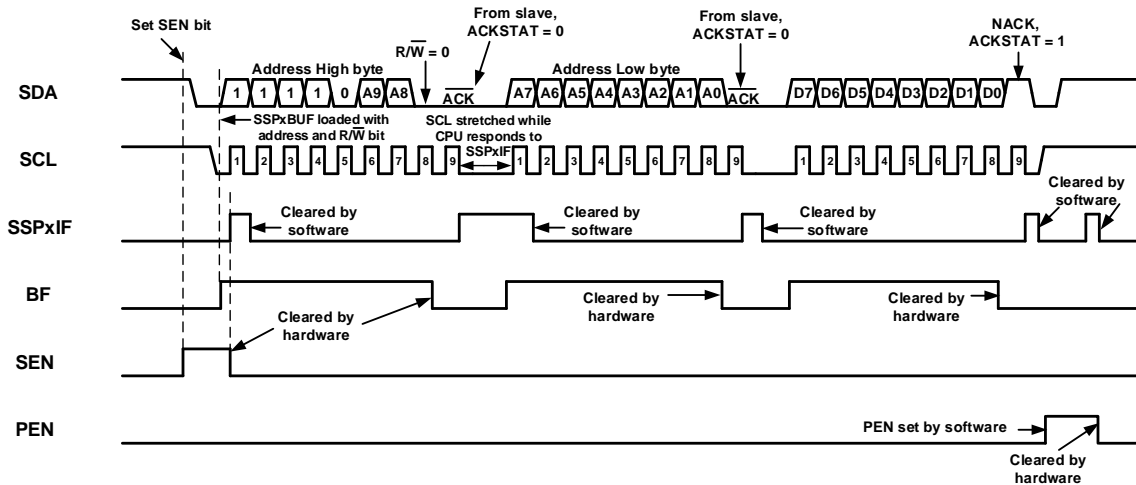 Set SEN bit
From slave,
ACKSTAT = 0
From slave,
ACKSTAT = 0
NACK,
ACKSTAT = 1
R/W = 0
Address High byte
Address Low byte
SDA
1 1 1 1 0 A9 A8
ACK
A7 A6 A5 A4 A3 A2 A1 A0
ACK
D7 D6 D5 D4 D3 D2 D1 D0
SSPxBUF loaded with
address and R/W bit
SCL stretched while
CPU responds to
SSPxIF
SCL
1 2 3 4 5 6 7 8 9
1 2 3 4 5 6 7 8 9
1 2 3 4 5 6 7 8 9
SSPxIF
Cleared by
software
Cleared by
software
Cleared by
software
Cleared by
software
BF
Cleared by
hardware
Cleared by
hardware
Cleared by
hardware
SEN
PEN
PEN set by software
Cleared by
hardware